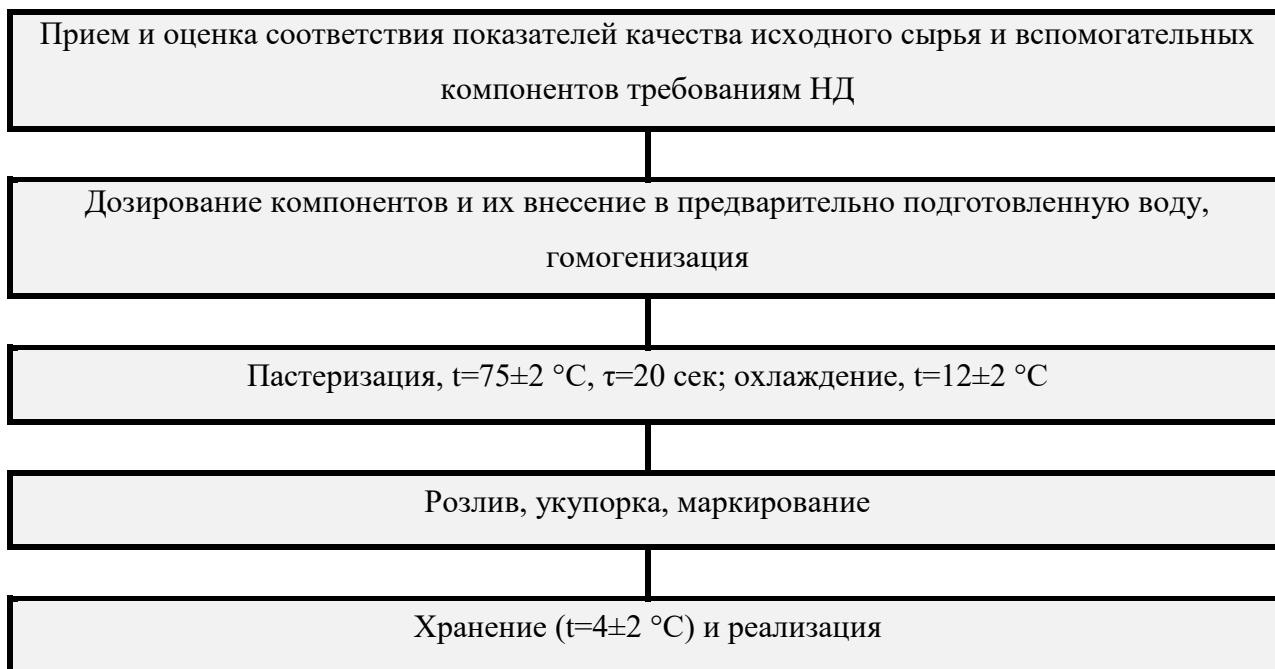 Прием и оценка соответствия показателей качества исходного сырья и вспомогательных
компонентов требованиям НД
Дозирование компонентов и их внесение в предварительно подготовленную воду,
гомогенизация
Пастеризация, t=75±2 °С, τ=20 сек; охлаждение, t=12±2 °С
Розлив, укупорка, маркирование
Хранение (t=4±2 °С) и реализация